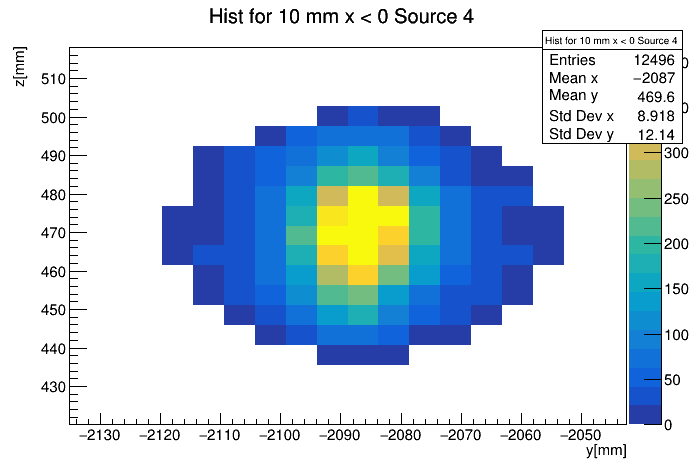 Hist for 10 mm x < 0 Source 4
z[mm]
Hist for 10 mm x < 0 Source 4
Entries 12496
Mean x −2087
Mean y 469.6
Std Dev x 8.918
Std Dev y 12.14
510
500
490
480
470
460
450
440
430
−2130 −2120 −2110 −2100 −2090 −2080 −2070 −2060 −2050
y[mm]
300
250
200
150
100
50
0